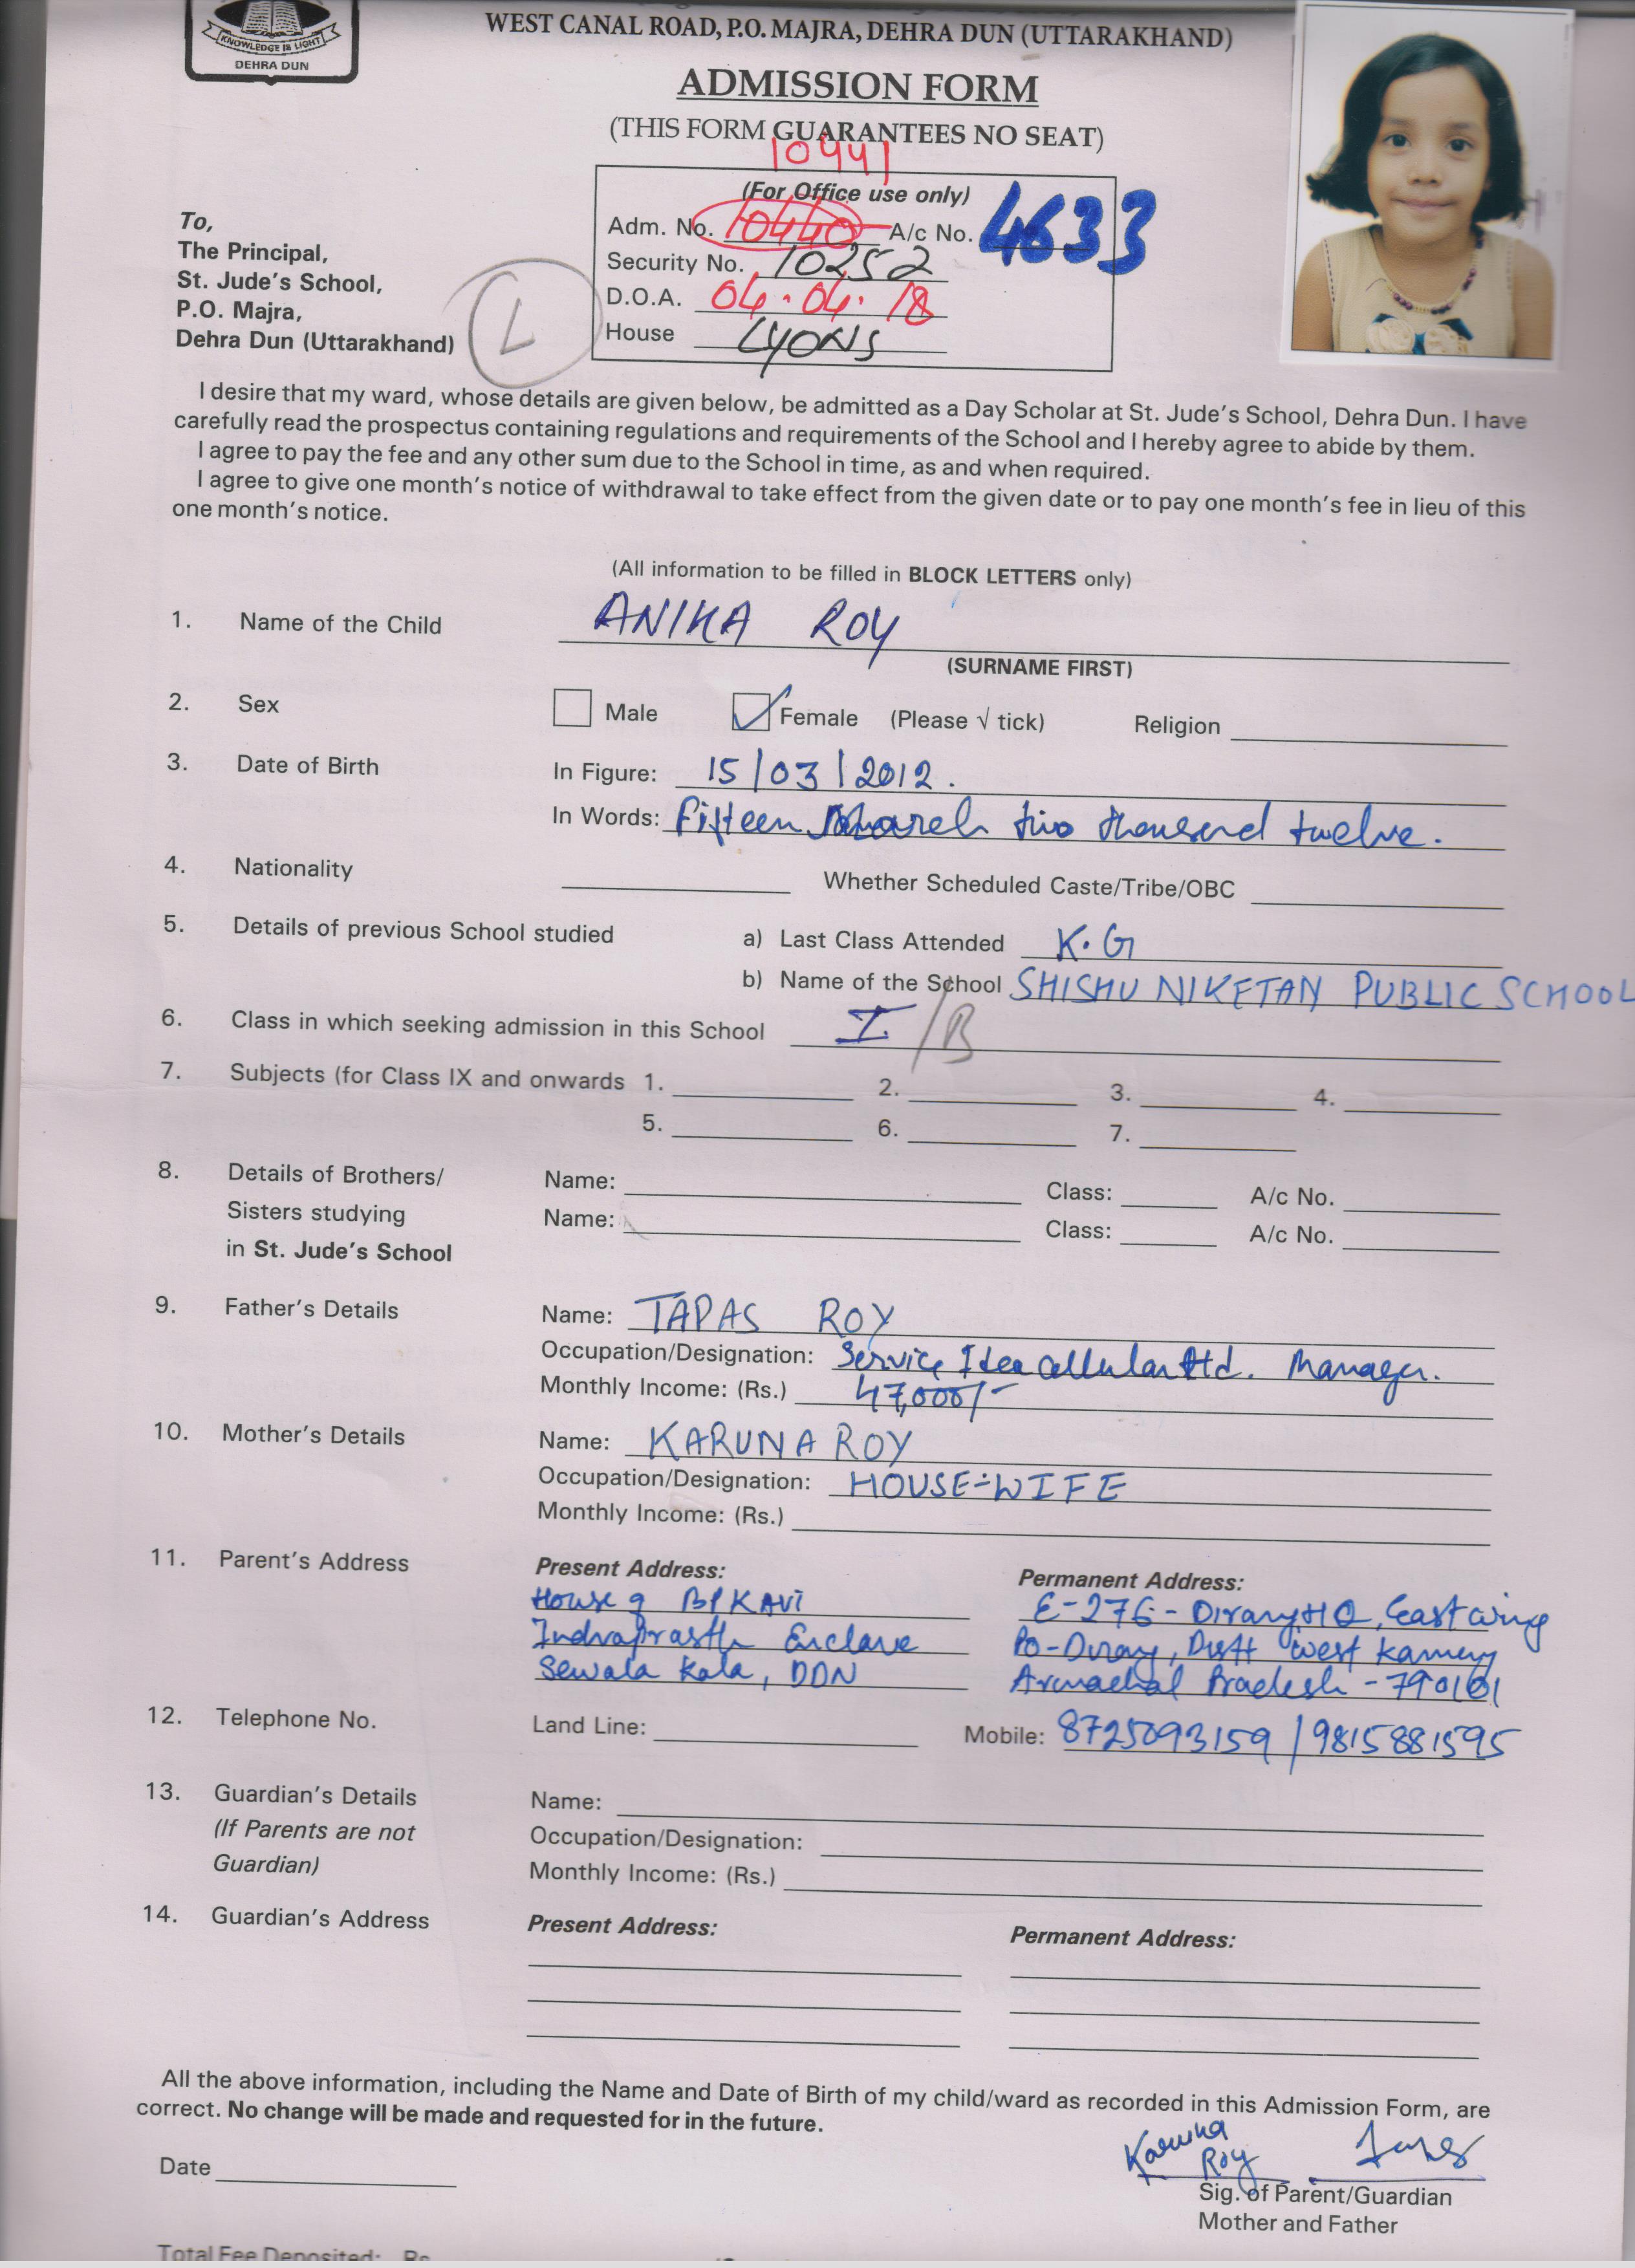 KNOWLEDGE IS LIGHT
DEHRA DUN
WEST CANAL ROAD, P.O. MAJRA, DEHRA DUN (UTTARAKHAND)
ADMISSION FORM
(THIS FORM GUARANTEES NO SEAT)
10441
(For Office use only)
Adm. No. 10440 A/c No. 4633
Security No. 10252
D.O.A. 04.04.18
House LYONS
To,
The Principal,
St. Jude's School,
P.O. Majra,
Dehra Dun (Uttarakhand)
L
I desire that my ward, whose details are given below, be admitted as a Day Scholar at St. Jude's School, Dehra Dun. I have
carefully read the prospectus containing regulations and requirements of the School and I hereby agree to abide by them.
I agree to pay the fee and any other sum due to the School in time, as and when required.
I agree to give one month's notice of withdrawal to take effect from the given date or to pay one month's fee in lieu of this
one month's notice.
(All information to be filled in BLOCK LETTERS only)
1. Name of the Child ANIKA ROY
(SURNAME FIRST)
2. Sex Male Female (Please √ tick) Religion
3. Date of Birth In Figure: 15/03/2012.
In Words: Fifteen March two thousand twelve.
4. Nationality Whether Scheduled Caste/Tribe/OBC
5. Details of previous School studied a) Last Class Attended K.G
b) Name of the School SHISHU NIKETAN PUBLIC SCHOOL
6. Class in which seeking admission in this School I /B
7. Subjects (for Class IX and onwards 1. 2. 3. 4.
5. 6. 7.
8. Details of Brothers/ Name: Class: A/c No.
Sisters studying Name: Class: A/c No.
in St. Jude's School
9. Father's Details Name: TAPAS ROY
Occupation/Designation: Service Idea Cellular Ltd. Manager.
Monthly Income: (Rs.) 47,000/-
10. Mother's Details Name: KARUNA ROY
Occupation/Designation: HOUSE-WIFE
Monthly Income: (Rs.)
11. Parent's Address Present Address: Permanent Address:
House 9 BPKAVI E-276- Dirang HQ, East wing
Indraprasth Enclave Po-Dirang, Distt West Kameng
Sewala Kala, DDN Arunachal Pradesh - 790101
12. Telephone No. Land Line: Mobile: 8725093159 / 9815881595
13. Guardian's Details Name:
(If Parents are not Occupation/Designation:
Guardian) Monthly Income: (Rs.)
14. Guardian's Address Present Address: Permanent Address:
All the above information, including the Name and Date of Birth of my child/ward as recorded in this Admission Form, are
correct. No change will be made and requested for in the future.
Karuna
Roy
Date
Sig. of Parent/Guardian
Mother and Father
Total Fee Deposited: Rs